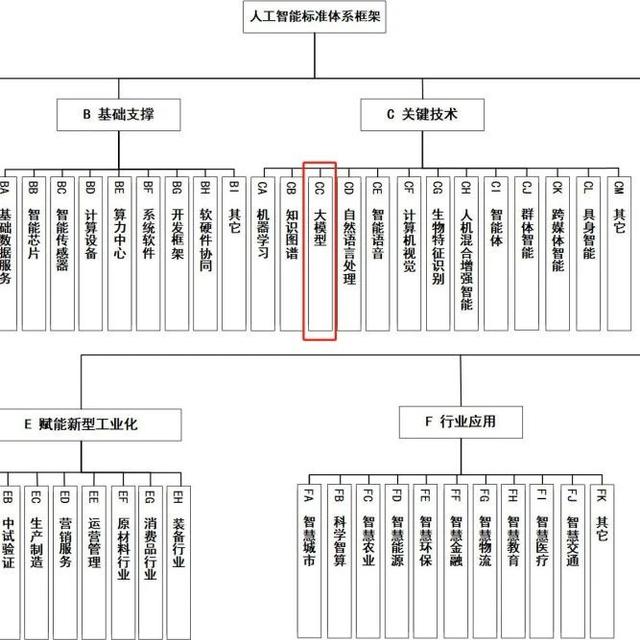 人工智能标准体系框架
B 基础支撑
C 关键技术
BA 基础数据服务
BB 智能芯片
BC 智能传感器
BD 计算设备
BE 算力中心
BF 系统软件
BG 开发框架
BH 软硬件协同
BI 其它
CA 机器学习
CB 知识图谱
CC 大模型
CD 自然语言处理
CE 智能语音
CF 计算机视觉
CG 生物特征识别
CH 人机混合增强智能
CI 智能体
CJ 群体智能
CK 跨媒体智能
CL 具身智能
CM 其它
E 赋能新型工业化
F 行业应用
EB 中试验证
EC 生产制造
ED 营销服务
EE 运营管理
EF 原材料行业
EG 消费品行业
EH 装备行业
FA 智慧城市
FB 科学智算
FC 智慧农业
FD 智慧能源
FE 智慧环保
FF 智慧金融
FG 智慧物流
FH 智慧教育
FI 智慧医疗
FJ 智慧交通
FK 其它